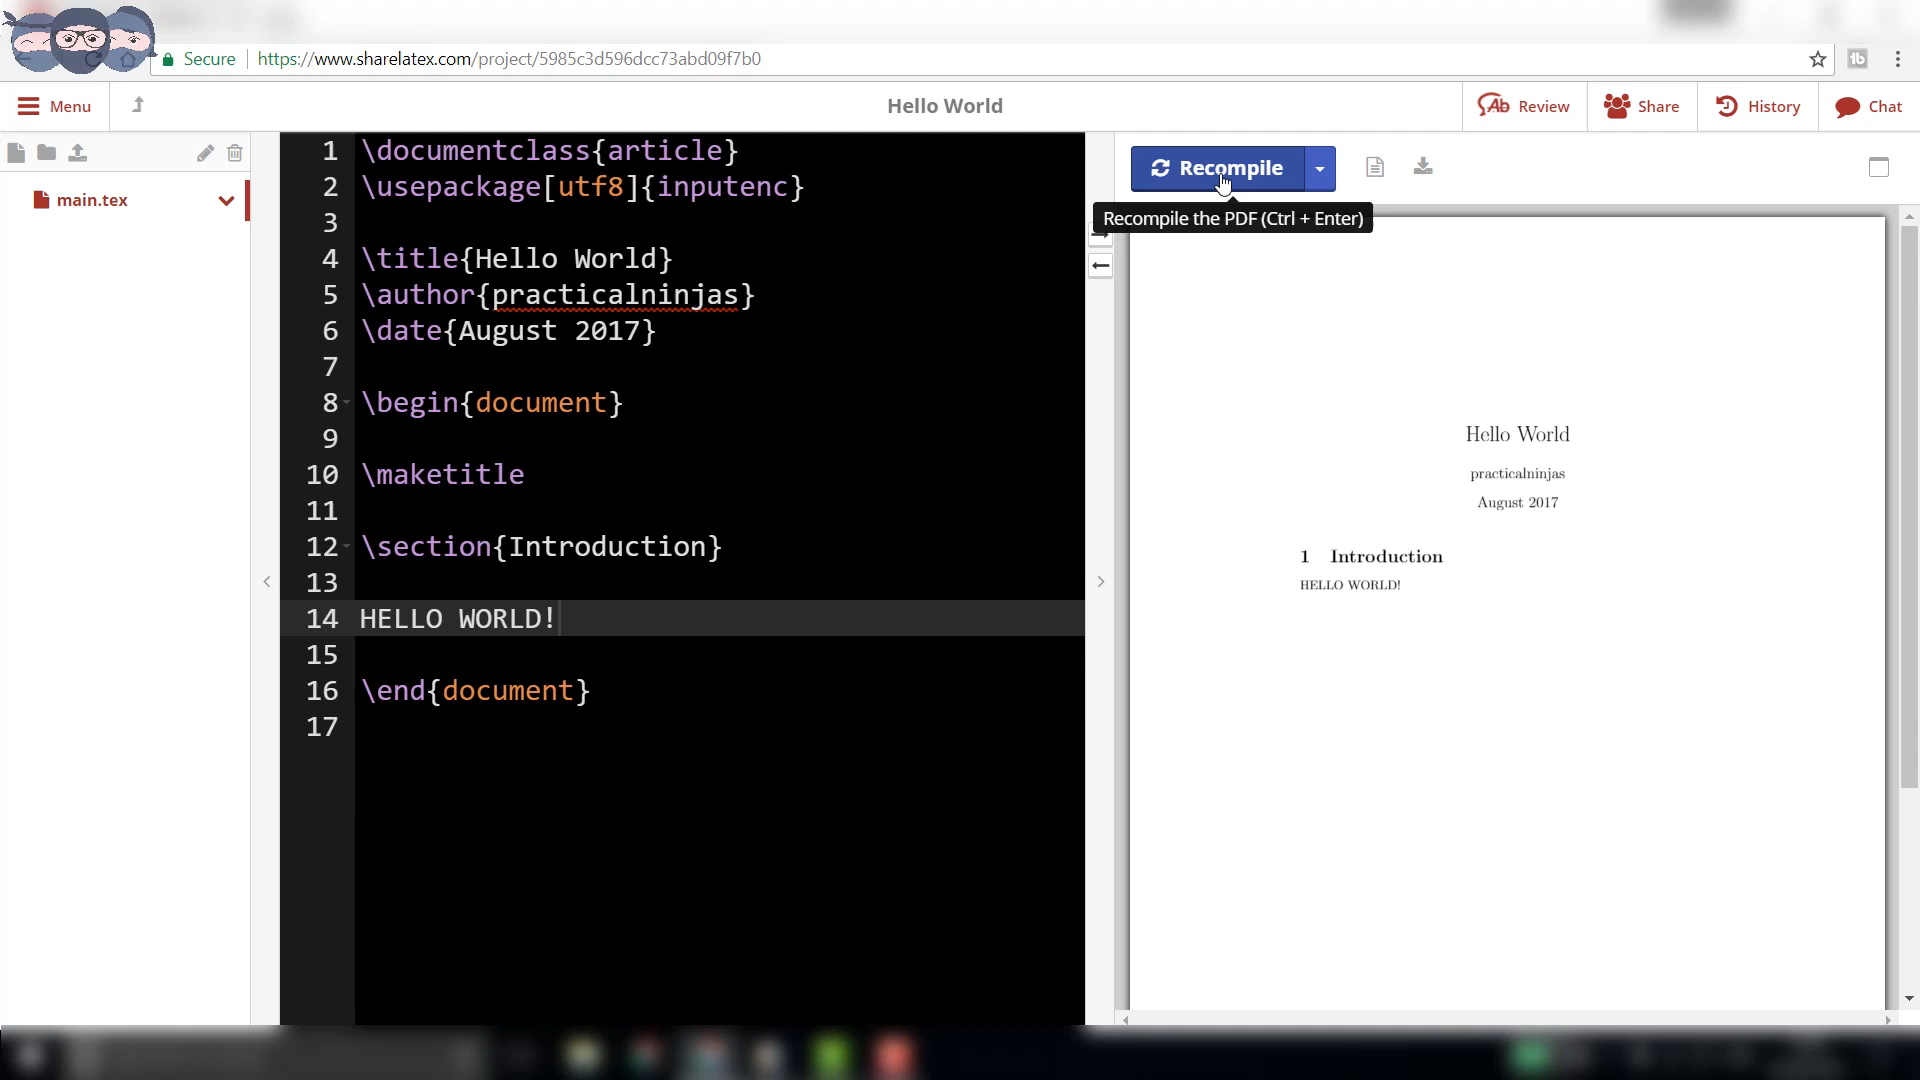 Secure https://www.sharelatex.com/project/5985c3d596dcc73abd09f7b0
Menu
Hello World
Review
Share
History
Chat
main.tex
1 \documentclass{article}
2 \usepackage[utf8]{inputenc}
3
4 \title{Hello World}
5 \author{practicalninjas}
6 \date{August 2017}
7
8 \begin{document}
9
10 \maketitle
11
12 \section{Introduction}
13
14 HELLO WORLD!
15
16 \end{document}
17
Recompile
Recompile the PDF (Ctrl + Enter)
Hello World
practicalninjas
August 2017
1 Introduction
HELLO WORLD!